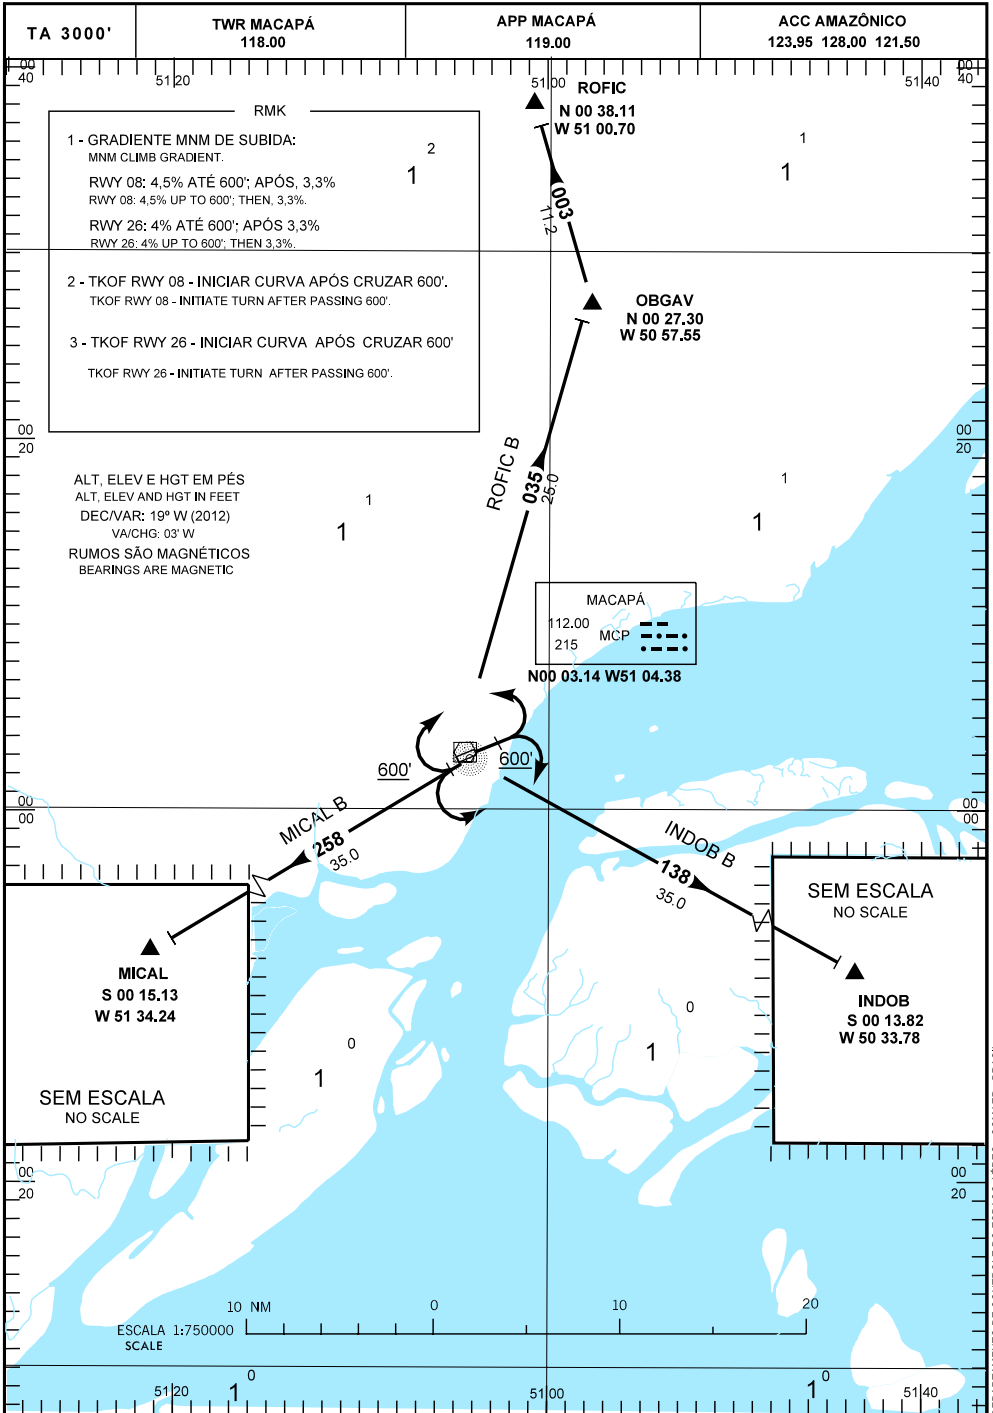 TA 3000'
TWR MACAPÁ
118.00
APP MACAPÁ
119.00
ACC AMAZÔNICO
123.95 128.00 121.50
00
40
51 20
51 00
51 40
00
40
ROFIC
N 00 38.11
W 51 00.70
RMK
1 - GRADIENTE MNM DE SUBIDA:
MNM CLIMB GRADIENT.
RWY 08: 4,5% ATÉ 600'; APÓS, 3,3%
RWY 08: 4,5% UP TO 600'; THEN, 3,3%.
RWY 26: 4% ATÉ 600'; APÓS 3,3%
RWY 26: 4% UP TO 600'; THEN 3,3%.
2 - TKOF RWY 08 - INICIAR CURVA APÓS CRUZAR 600'.
TKOF RWY 08 - INITIATE TURN AFTER PASSING 600'.
3 - TKOF RWY 26 - INICIAR CURVA APÓS CRUZAR 600'
TKOF RWY 26 - INITIATE TURN AFTER PASSING 600'.
1 2
1 1
003
11.2
OBGAV
N 00 27.30
W 50 57.55
00
20
00
20
ROFIC B
035
25.0
ALT, ELEV E HGT EM PÉS
ALT, ELEV AND HGT IN FEET
DEC/VAR: 19º W (2012)
VA/CHG: 03' W
RUMOS SÃO MAGNÉTICOS
BEARINGS ARE MAGNETIC
1 1
1 1
MACAPÁ
112.00
215
MCP
N00 03.14 W51 04.38
600'
600'
00
00
00
00
MICAL B
258
35.0
INDOB B
138
35.0
SEM ESCALA
NO SCALE
MICAL
S 00 15.13
W 51 34.24
INDOB
S 00 13.82
W 50 33.78
SEM ESCALA
NO SCALE
1 0
1 0
00
20
00
20
10 NM 0 10 20
ESCALA 1:750000
SCALE
51 20
1 0
51 00
1 0
51 40